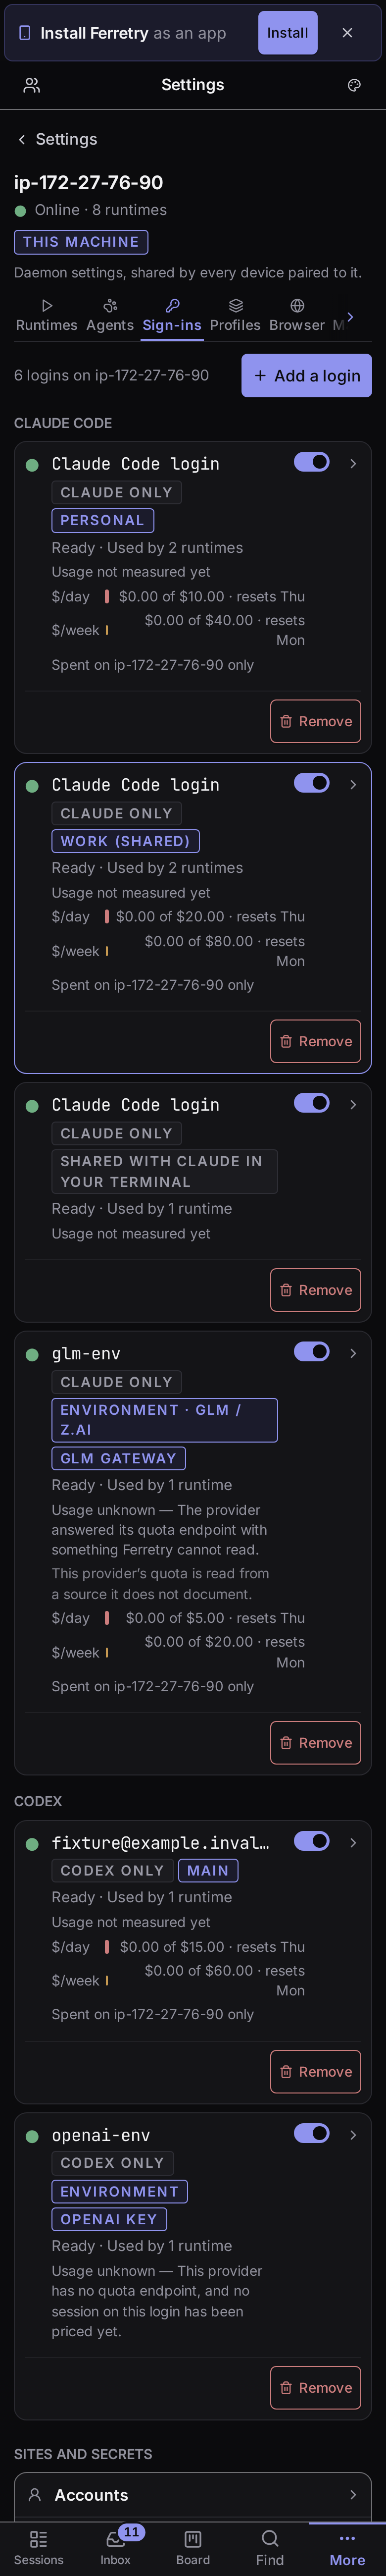 Install Ferretry as an app
Install
Settings
Settings
ip-172-27-76-90
Online · 8 runtimes
THIS MACHINE
Daemon settings, shared by every device paired to it.
Runtimes Agents Sign-ins Profiles Browser M
6 logins on ip-172-27-76-90
Add a login
CLAUDE CODE
Claude Code login
CLAUDE ONLY
PERSONAL
Ready · Used by 2 runtimes
Usage not measured yet
$/day $0.00 of $10.00 · resets Thu
$/week $0.00 of $40.00 · resets
Mon
Spent on ip-172-27-76-90 only
Remove
Claude Code login
CLAUDE ONLY
WORK (SHARED)
Ready · Used by 2 runtimes
Usage not measured yet
$/day $0.00 of $20.00 · resets Thu
$/week $0.00 of $80.00 · resets
Mon
Spent on ip-172-27-76-90 only
Remove
Claude Code login
CLAUDE ONLY
SHARED WITH CLAUDE IN
YOUR TERMINAL
Ready · Used by 1 runtime
Usage not measured yet
Remove
glm-env
CLAUDE ONLY
ENVIRONMENT · GLM /
Z.AI
GLM GATEWAY
Ready · Used by 1 runtime
Usage unknown — The provider
answered its quota endpoint with
something Ferretry cannot read.
This provider's quota is read from
a source it does not document.
$/day $0.00 of $5.00 · resets Thu
$/week $0.00 of $20.00 · resets
Mon
Spent on ip-172-27-76-90 only
Remove
CODEX
fixture@example.inval…
CODEX ONLY MAIN
Ready · Used by 1 runtime
Usage not measured yet
$/day $0.00 of $15.00 · resets Thu
$/week $0.00 of $60.00 · resets
Mon
Spent on ip-172-27-76-90 only
Remove
openai-env
CODEX ONLY
ENVIRONMENT
OPENAI KEY
Ready · Used by 1 runtime
Usage unknown — This provider
has no quota endpoint, and no
session on this login has been
priced yet.
Remove
SITES AND SECRETS
Accounts
11
Sessions Inbox Board Find More